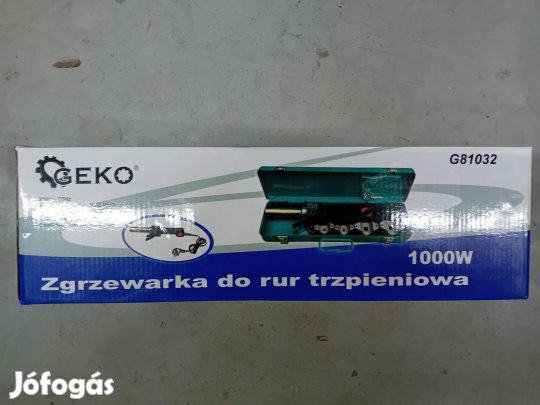 GEKO®
G81032
1000W
Zgrzewarka do rur trzpieniowa
Jófogás